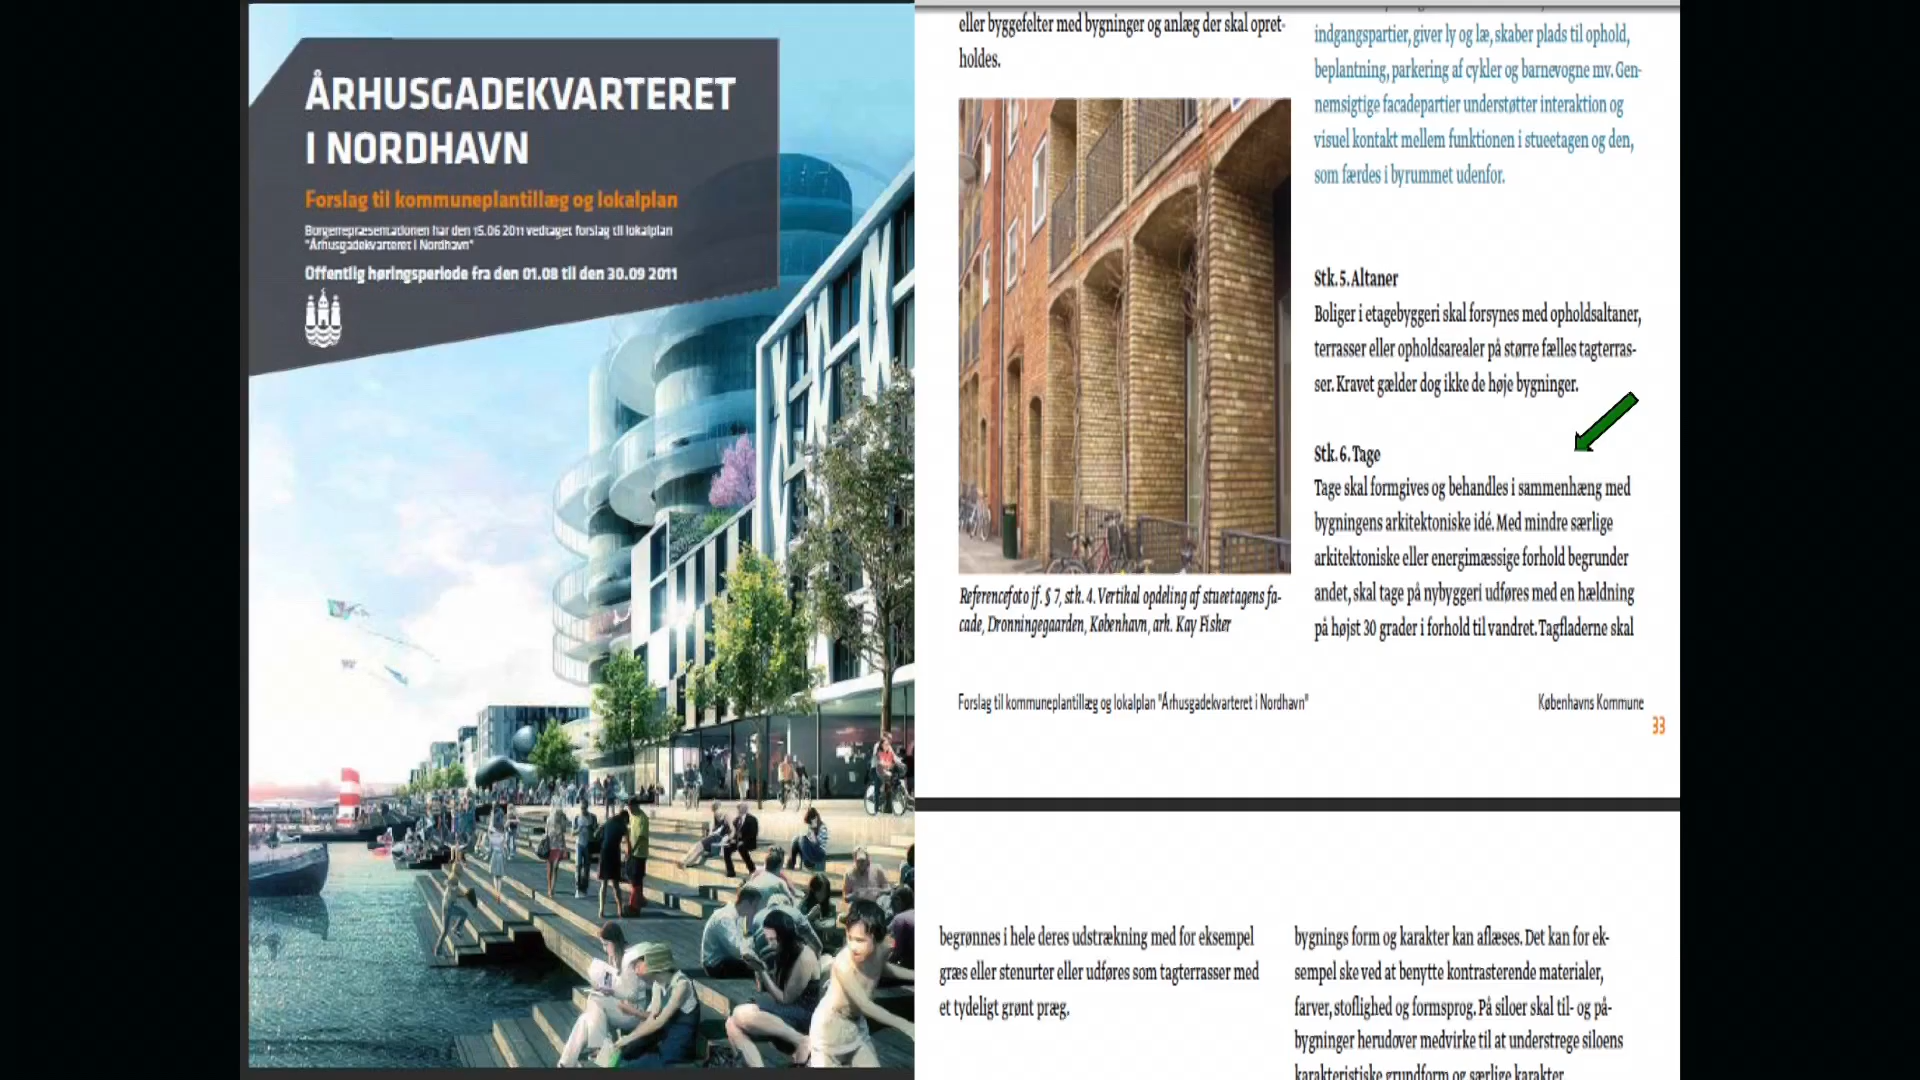 ÅRHUSGADEKVARTERET
I NORDHAVN
Forslag til kommuneplantillæg og lokalplan
Borgerrepræsentationen har den 15.06 2011 vedtaget forslag til lokalplan
"Århusgadekvarteret i Nordhavn"
Offentlig høringsperiode fra den 01.08 til den 30.09 2011
eller byggefelter med bygninger og anlæg der skal opret-
holdes.
Referencefoto jf. § 7, stk. 4. Vertikal opdeling af stueetagens fa-
cade, Dronningegaarden, København, ark. Kay Fisker
indgangspartier, giver ly og læ, skaber plads til ophold,
beplantning, parkering af cykler og barnevogne mv. Gen-
nemsigtige facadepartier understøtter interaktion og
visuel kontakt mellem funktionen i stueetagen og den,
som færdes i byrummet udenfor.
Stk. 5. Altaner
Boliger i etagebyggeri skal forsynes med opholdsaltaner,
terrasser eller opholdsarealer på større fælles tagterras-
ser. Kravet gælder dog ikke de høje bygninger.
Stk. 6. Tage
Tage skal formgives og behandles i sammenhæng med
bygningens arkitektoniske idé. Med mindre særlige
arkitektoniske eller energimæssige forhold begrunder
andet, skal tage på nybyggeri udføres med en hældning
på højst 30 grader i forhold til vandret. Tagfladerne skal
Forslag til kommuneplantillæg og lokalplan "Århusgadekvarteret i Nordhavn"
Københavns Kommune
33
begrønnes i hele deres udstrækning med for eksempel
græs eller stenurter eller udføres som tagterrasser med
et tydeligt grønt præg.
bygnings form og karakter kan aflæses. Det kan for ek-
sempel ske ved at benytte kontrasterende materialer,
farver, stoflighed og formsprog. På siloer skal til- og på-
bygninger herudover medvirke til at understrege siloens
karakteristiske grundform og særlige karakter.